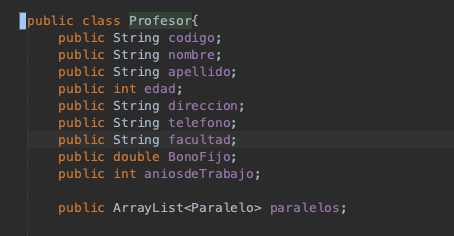 public class Profesor{
public String codigo;
public String nombre;
public String apellido;
public int edad;
public String direccion;
public String telefono;
public String facultad;
public double BonoFijo;
public int aniosdeTrabajo;
public ArrayList<Paralelo> paralelos;